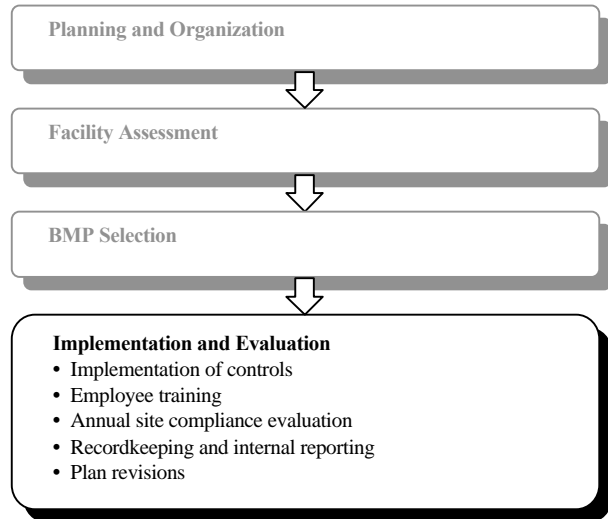 Planning and Organization
Facility Assessment
BMP Selection
Implementation and Evaluation
• Implementation of controls
• Employee training
• Annual site compliance evaluation
• Recordkeeping and internal reporting
• Plan revisions